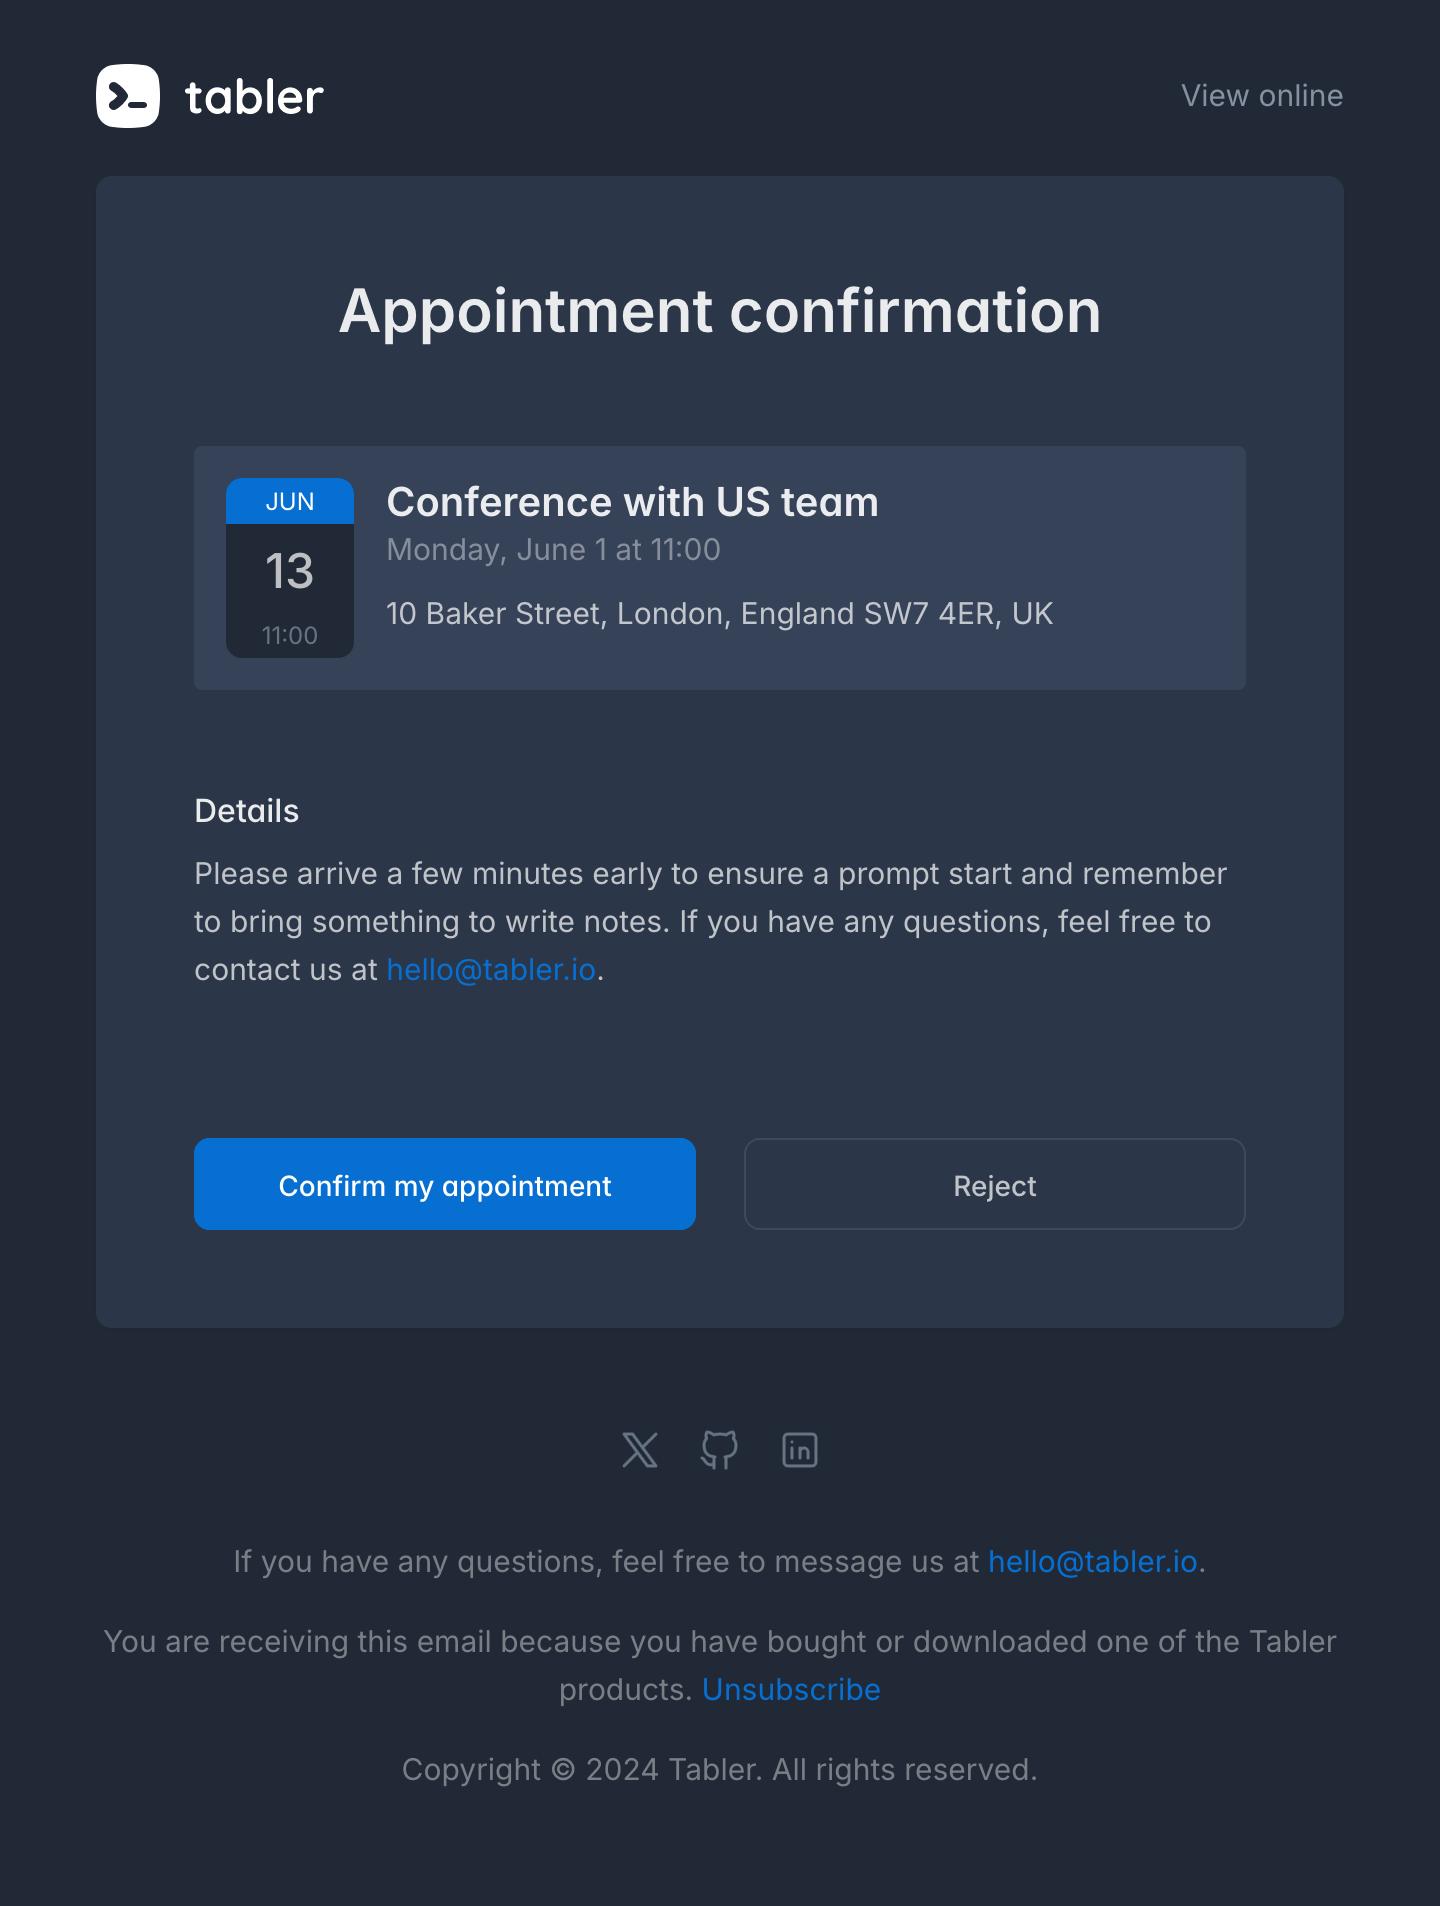 tabler
View online
Appointment confirmation
JUN
13
11:00
Conference with US team
Monday, June 1 at 11:00
10 Baker Street, London, England SW7 4ER, UK
Details
Please arrive a few minutes early to ensure a prompt start and remember
to bring something to write notes. If you have any questions, feel free to
contact us at hello@tabler.io.
Confirm my appointment
Reject
If you have any questions, feel free to message us at hello@tabler.io.
You are receiving this email because you have bought or downloaded one of the Tabler
products. Unsubscribe
Copyright © 2024 Tabler. All rights reserved.